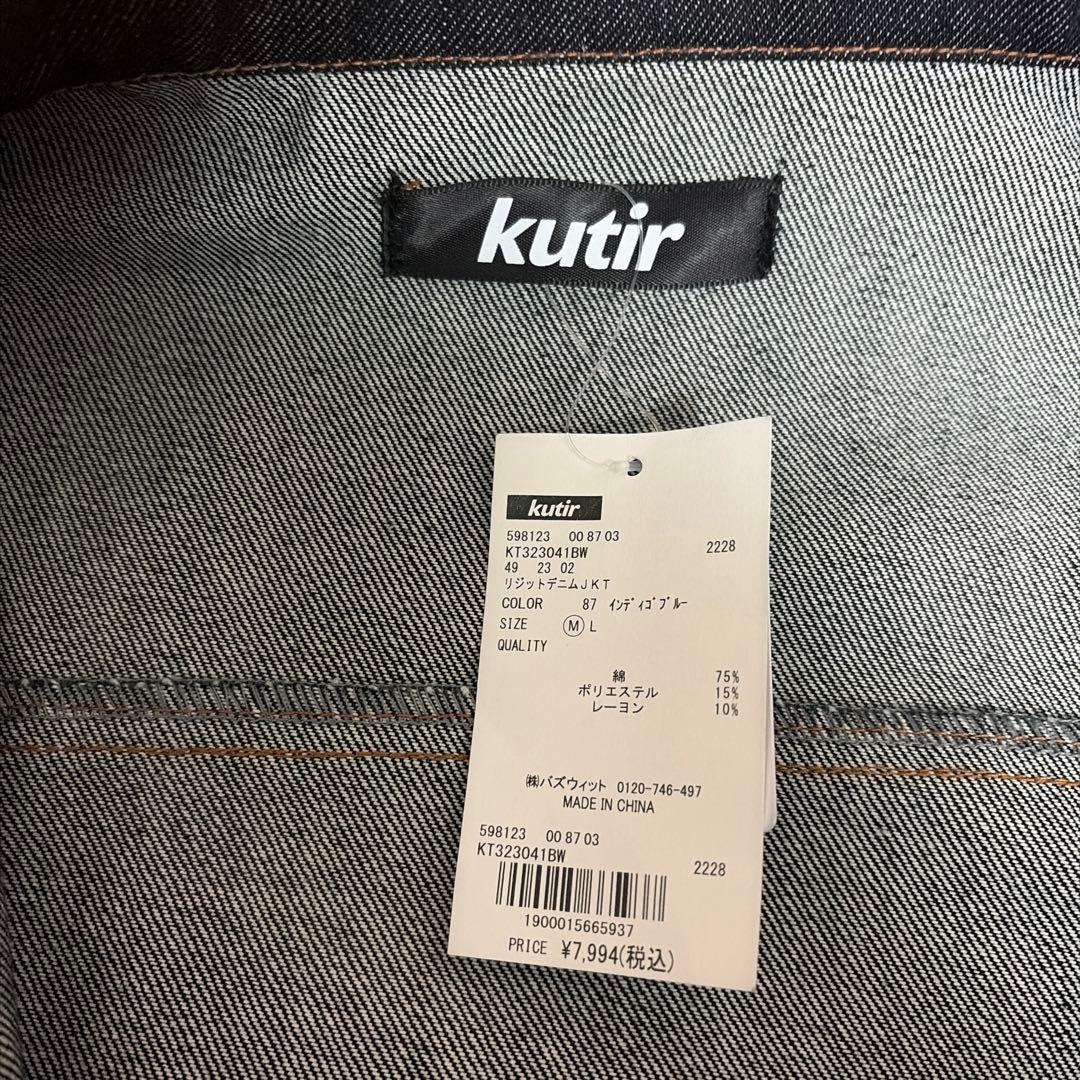 kutir
kutir
598123 00 87 03
KT323041BW 2228
49 23 02
リジットデニムJKT
COLOR 87 ｲﾝﾃﾞｨｺﾞﾌﾞﾙｰ
SIZE Ⓜ L
QUALITY
綿 75%
ポリエステル 15%
レーヨン 10%
㈱バズウィット 0120-746-497
MADE IN CHINA
598123 00 87 03
KT323041BW 2228
1900015665937
PRICE ¥7,994(税込)